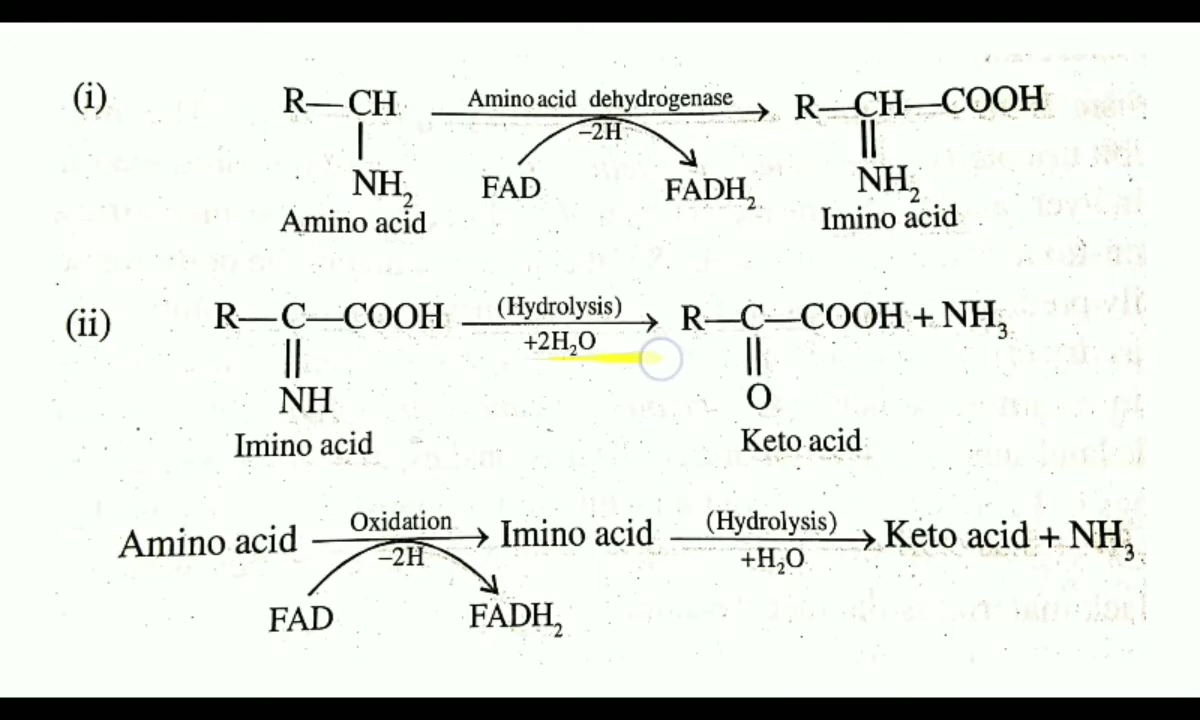 (i) R—CH Amino acid dehydrogenase R—CH—COOH
–2H
NH₂ FAD FADH₂ NH₂
Amino acid Imino acid
(ii) R—C—COOH (Hydrolysis) R—C—COOH + NH₃
+2H₂O
NH O
Imino acid Keto acid
Amino acid Oxidation Imino acid (Hydrolysis) Keto acid + NH₃
–2H +H₂O
FAD FADH₂